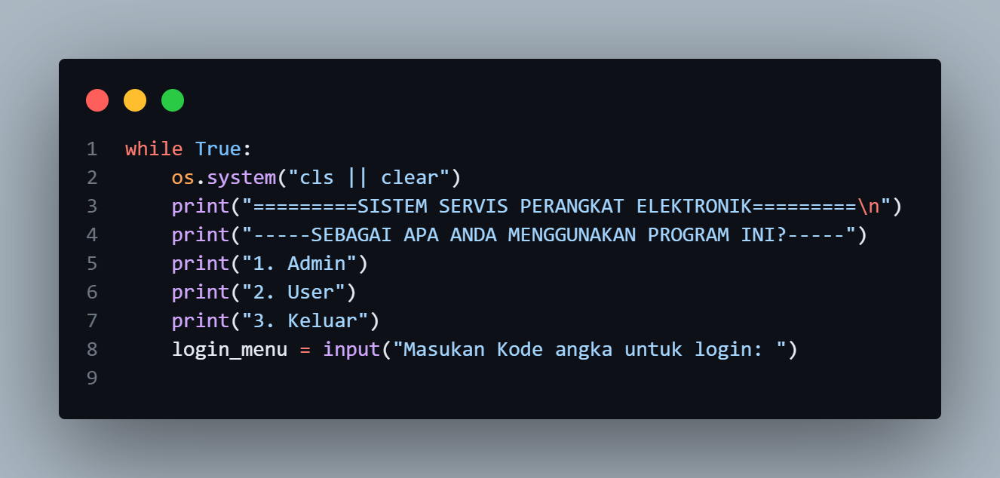 1 while True:
2     os.system("cls || clear")
3     print("=========SISTEM SERVIS PERANGKAT ELEKTRONIK=========\n")
4     print("-----SEBAGAI APA ANDA MENGGUNAKAN PROGRAM INI?-----")
5     print("1. Admin")
6     print("2. User")
7     print("3. Keluar")
8     login_menu = input("Masukan Kode angka untuk login: ")
9